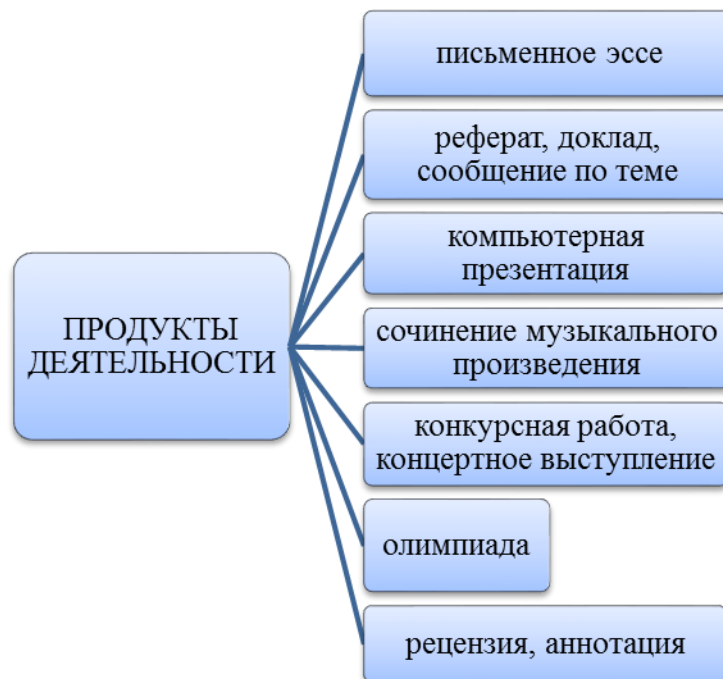 письменное эссе
реферат, доклад,
сообщение по теме
компьютерная
презентация
ПРОДУКТЫ
ДЕЯТЕЛЬНОСТИ
сочинение музыкального
произведения
конкурсная работа,
концертное выступление
олимпиада
рецензия, аннотация